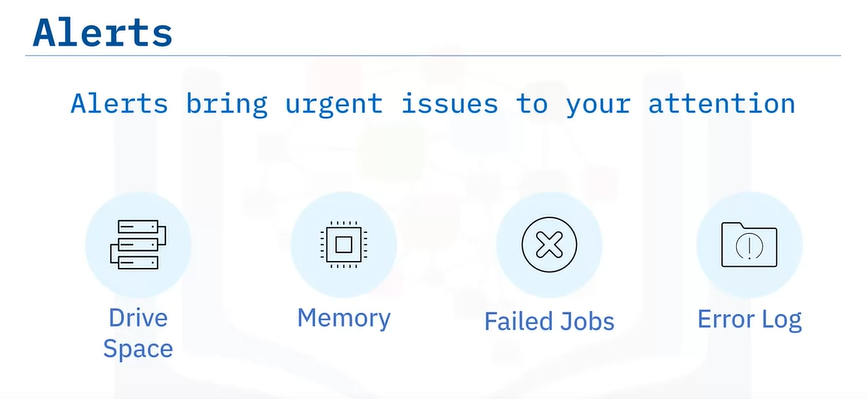 Alerts
Alerts bring urgent issues to your attention
Drive
Space
Memory
Failed Jobs
Error Log